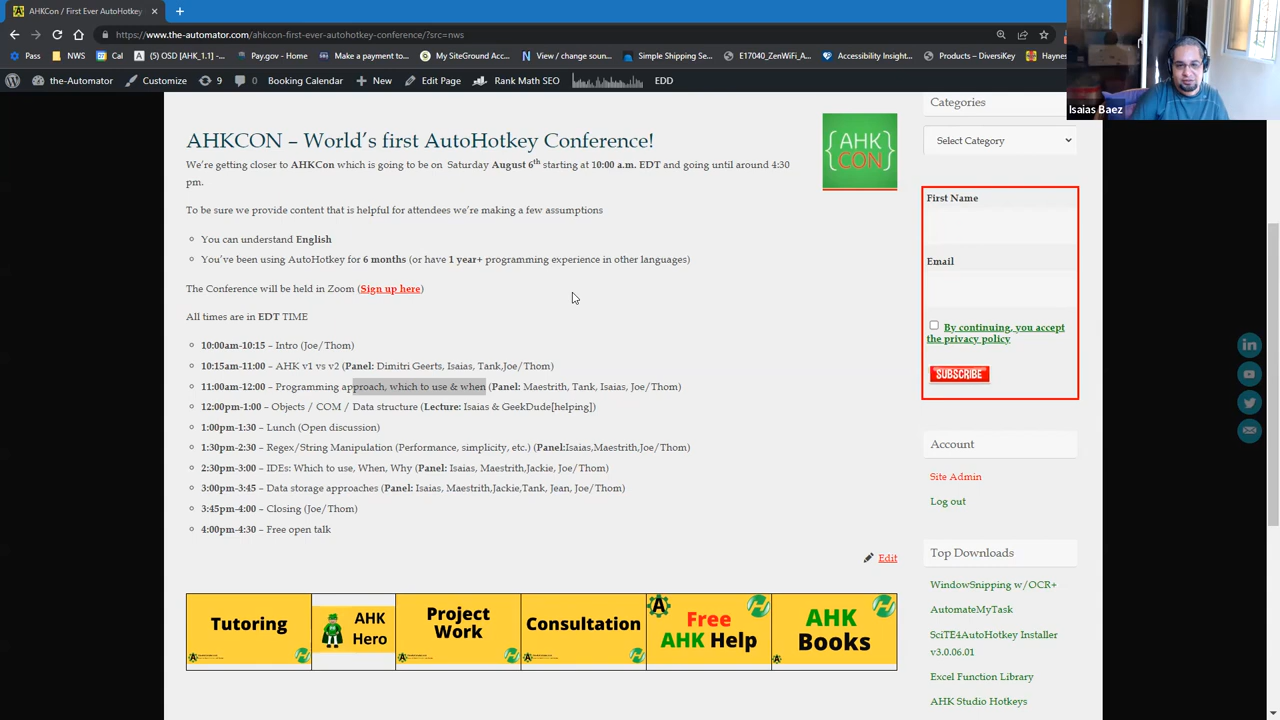 AHKCon / First Ever AutoHotkey
https://www.the-automator.com/ahkcon-first-ever-autohotkey-conference/?src=nws
Pass
Cal
(5) OSD [AHK_1.1] –...
Pay.gov - Home
Make a payment to...
SiteGround Acc...
View / change soun...
Simple Shipping Se...
E17040_ZenWiFi_A...
Accessibility Insight...
Products – DiversiKey
Haynes
the-Automator
Customize
9
0
Booking Calendar
New
Edit Page
Rank Math SEO
EDD
Isaias Baez
AHKCON – World's first AutoHotkey Conference!
We're getting closer to AHKCon which is going to be on Saturday August 6th starting at 10:00 a.m. EDT and going until around 4:30
pm.
To be sure we provide content that is helpful for attendees we're making a few assumptions
You can understand English
You've been using AutoHotkey for 6 months (or have 1 year+ programming experience in other languages)
The Conference will be held in Zoom (Sign up here)
All times are in EDT TIME
10:00am-10:15 – Intro (Joe/Thom)
10:15am-11:00 – AHK v1 vs v2 (Panel: Dimitri Geerts, Isaias, Tank,Joe/Thom)
11:00am-12:00 – Programming approach, which to use & when (Panel: Maestrith, Tank, Isaias, Joe/Thom)
12:00pm-1:00 – Objects / COM / Data structure (Lecture: Isaias & GeekDude[helping])
1:00pm-1:30 – Lunch (Open discussion)
1:30pm-2:30 – Regex/String Manipulation (Performance, simplicity, etc.) (Panel:Isaias,Maestrith,Joe/Thom)
2:30pm-3:00 – IDEs: Which to use, When, Why (Panel: Isaias, Maestrith,Jackie, Joe/Thom)
3:00pm-3:45 – Data storage approaches (Panel: Isaias, Maestrith,Jackie,Tank, Jean, Joe/Thom)
3:45pm-4:00 – Closing (Joe/Thom)
4:00pm-4:30 – Free open talk
Edit
{AHK
CON}
Tutoring
AHK
Hero
Project
Work
Consultation
Free
AHK Help
AHK
Books
Categories
Select Category
First Name
Email
By continuing, you accept
the privacy policy
SUBSCRIBE
Account
Site Admin
Log out
Top Downloads
WindowSnipping w/OCR+
AutomateMyTask
SciTE4AutoHotkey Installer
v3.0.06.01
Excel Function Library
AHK Studio Hotkeys